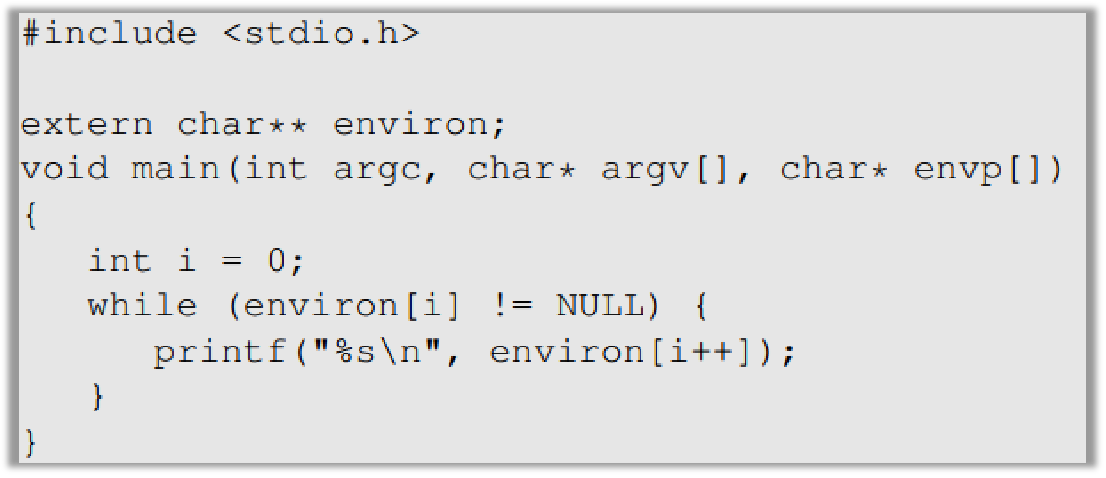 #include <stdio.h>
extern char** environ;
void main(int argc, char* argv[], char* envp[])
{
int i = 0;
while (environ[i] != NULL) {
printf("%s\n", environ[i++]);
}
}